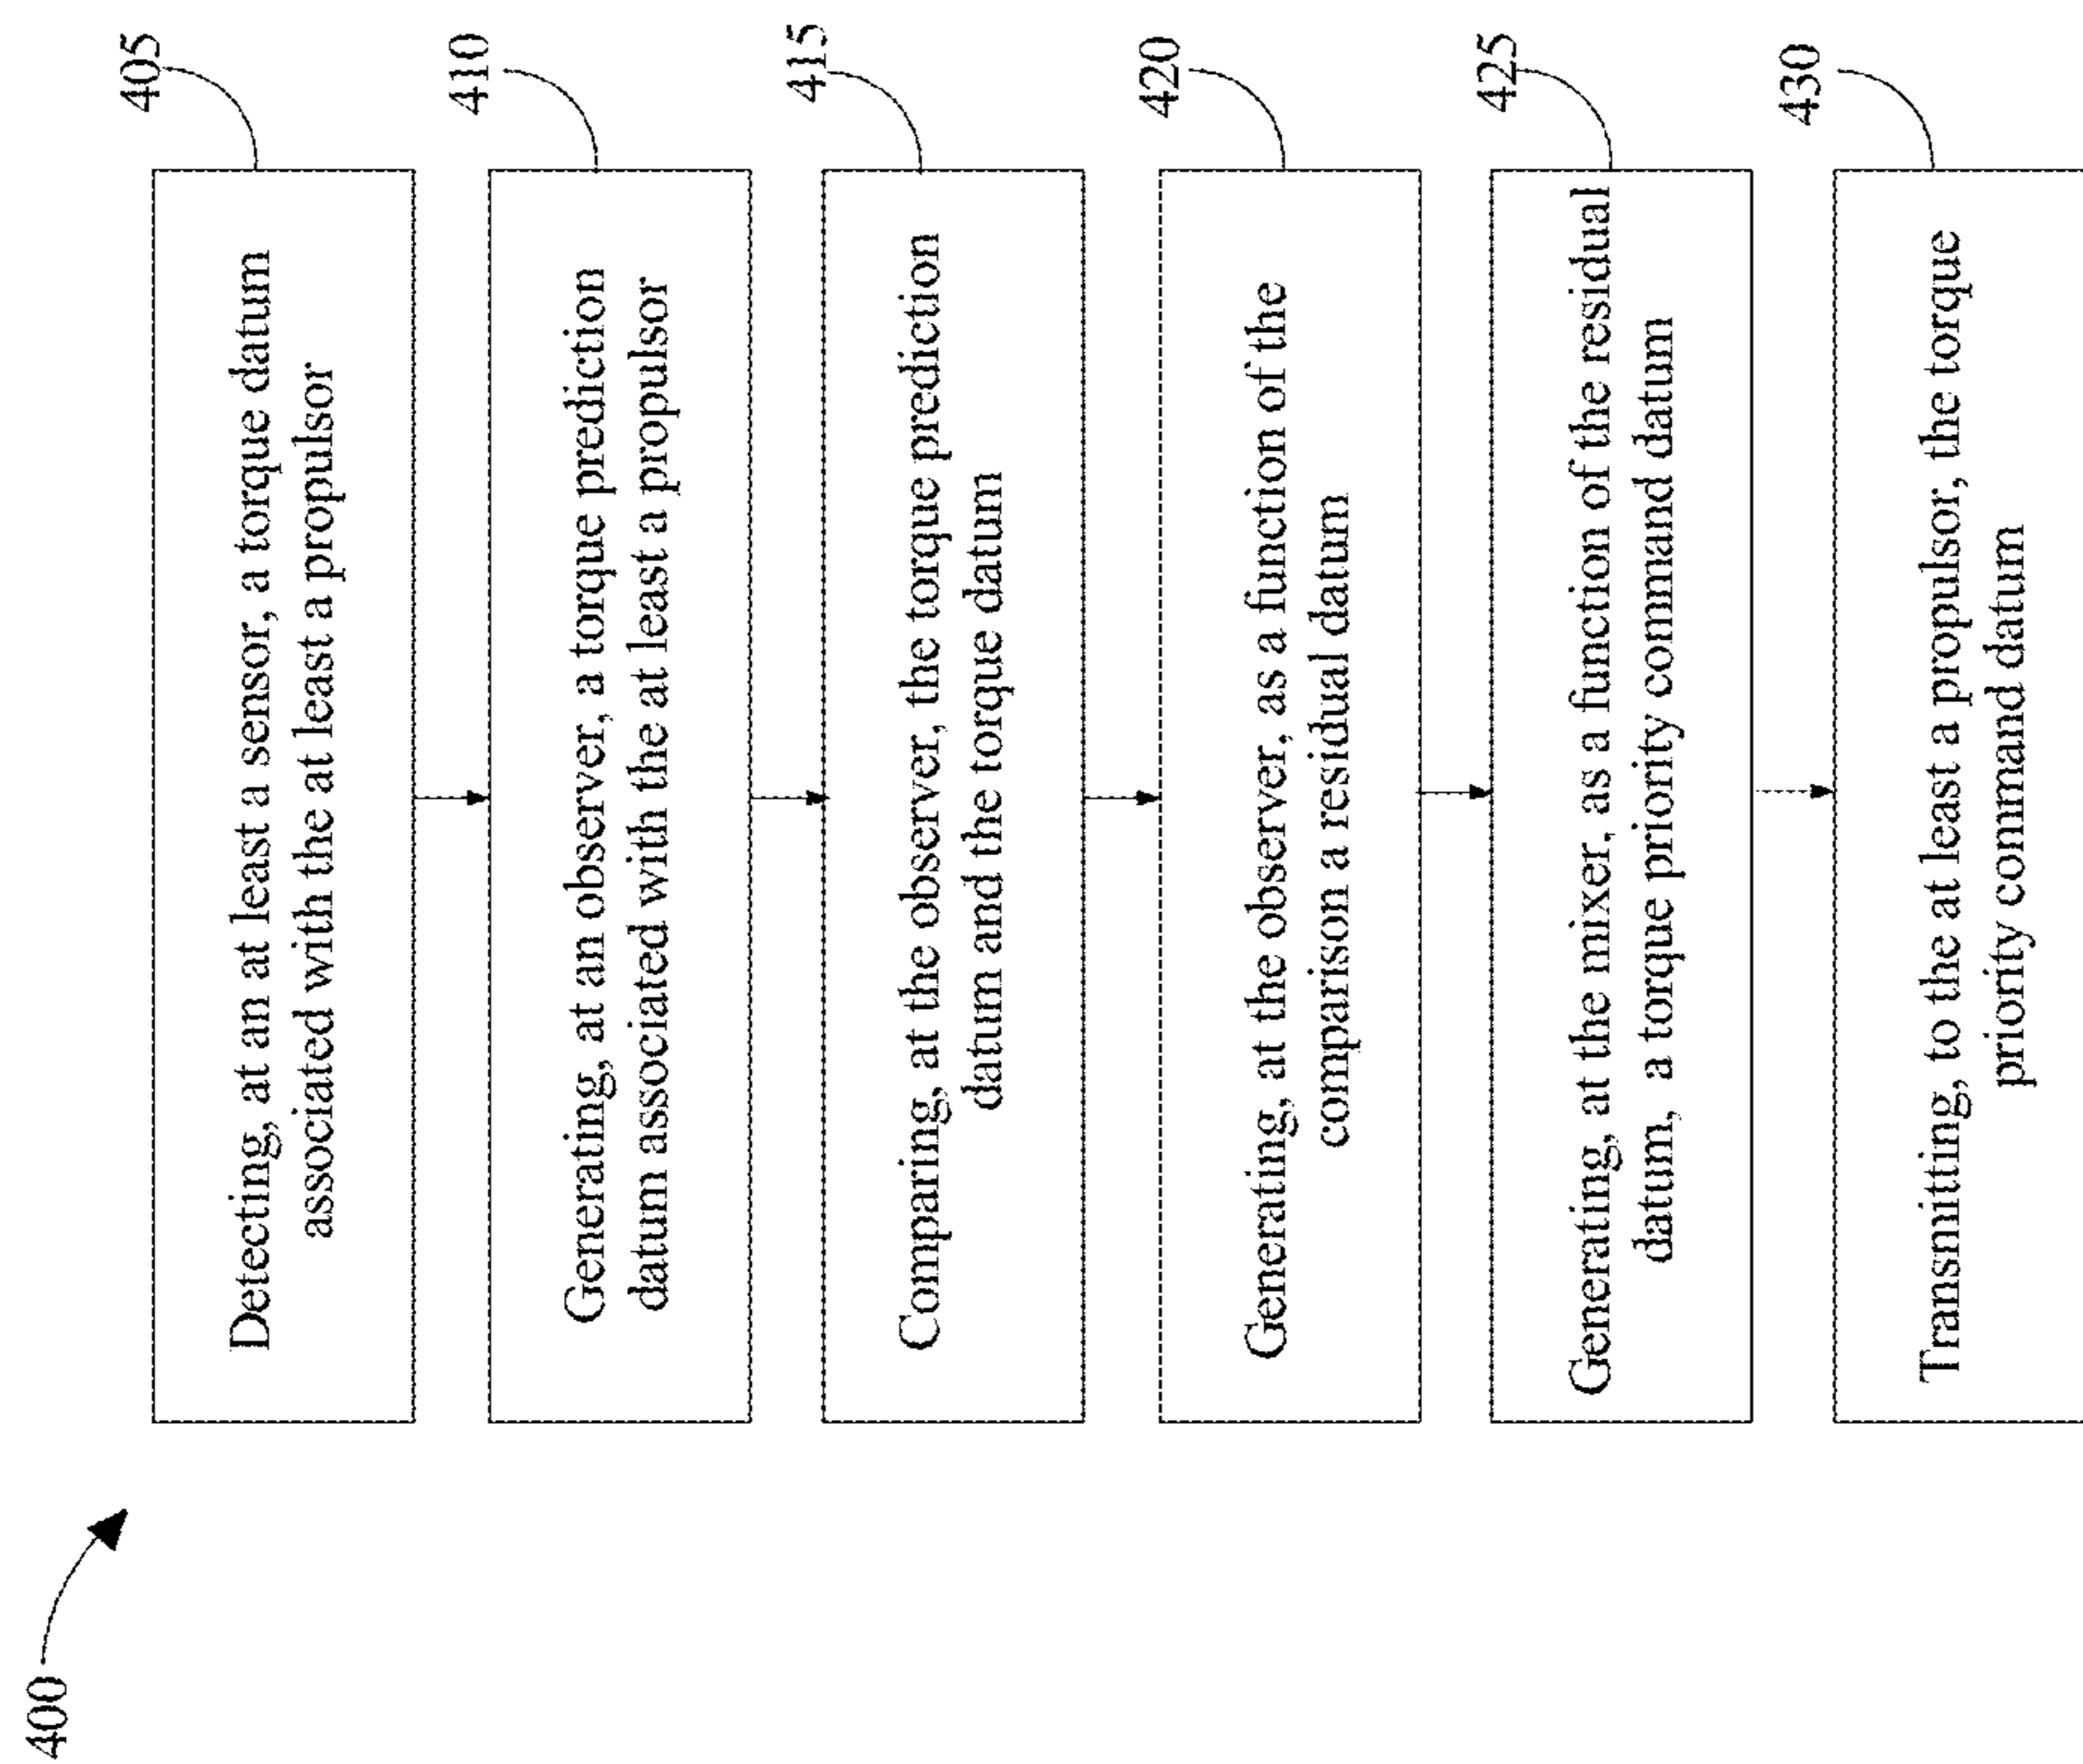 400
405
Detecting, at an at least a sensor, a torque datum
associated with the at least a propulsor
410
Generating, at an observer, a torque prediction
datum associated with the at least a propulsor
415
Comparing, at the observer, the torque prediction
datum and the torque datum
420
Generating, at the observer, as a function of the
comparison a residual datum
425
Generating, at the mixer, as a function of the residual
datum, a torque priority command datum
430
Transmitting, to the at least a propulsor, the torque
priority command datum